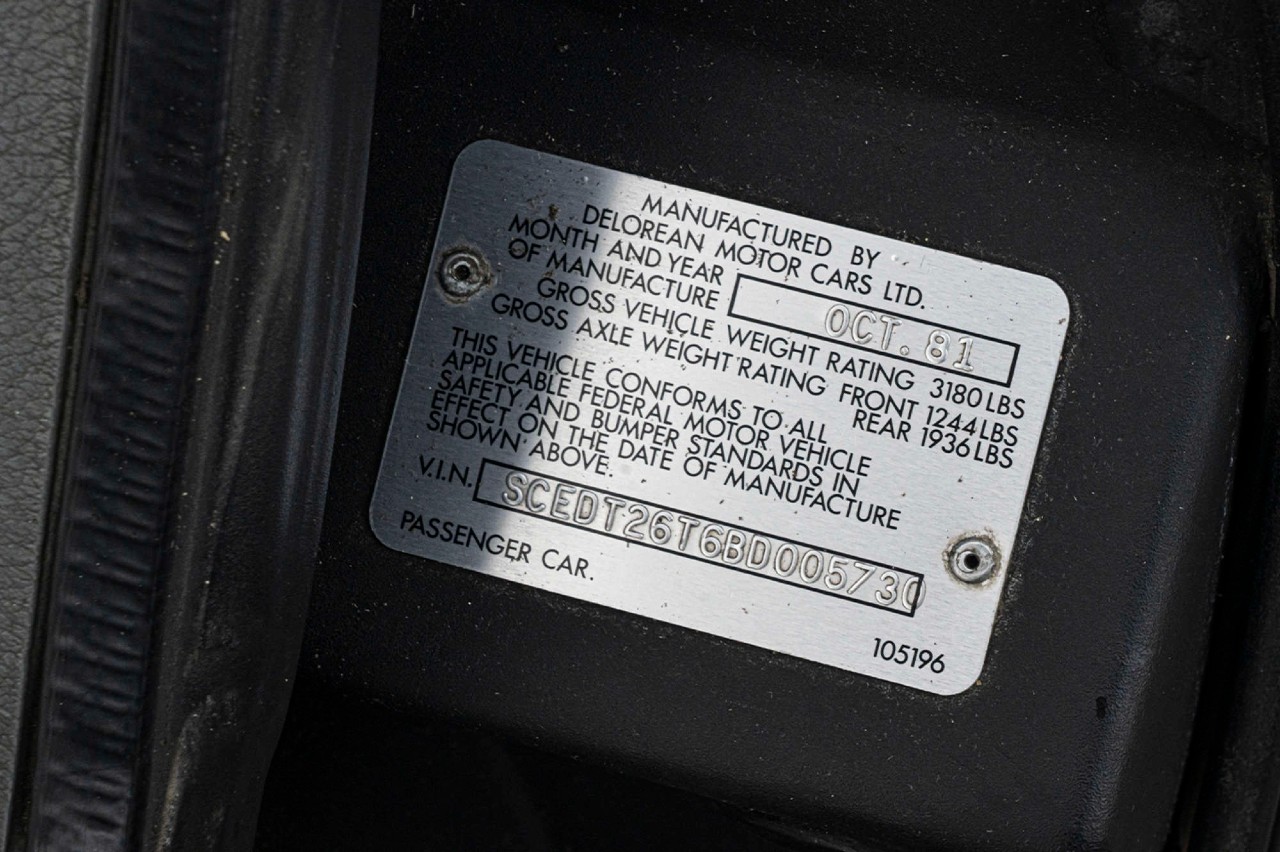 MANUFACTURED BY
DELOREAN MOTOR CARS LTD.
MONTH AND YEAR
OF MANUFACTURE OCT. 81
GROSS VEHICLE WEIGHT RATING 3180 LBS
GROSS AXLE WEIGHT RATING FRONT 1244 LBS
REAR 1936 LBS
THIS VEHICLE CONFORMS TO ALL
APPLICABLE FEDERAL MOTOR VEHICLE
SAFETY AND BUMPER STANDARDS IN
EFFECT ON THE DATE OF MANUFACTURE
SHOWN ABOVE.
V.I.N. SCEDT26T6BD005730
PASSENGER CAR.
105196